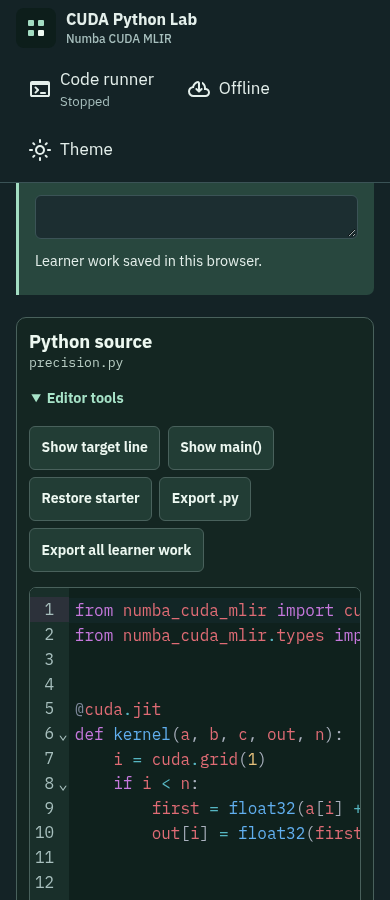 CUDA Python Lab
Numba CUDA MLIR
Code runner
Stopped
Offline
Theme
Learner work saved in this browser.
Python source
precision.py
▼ Editor tools
Show target line
Show main()
Restore starter
Export .py
Export all learner work
1 from numba_cuda_mlir import cu
2 from numba_cuda_mlir.types imp
3
4
5 @cuda.jit
6 def kernel(a, b, c, out, n):
7     i = cuda.grid(1)
8     if i < n:
9         first = float32(a[i] +
10         out[i] = float32(first
11
12